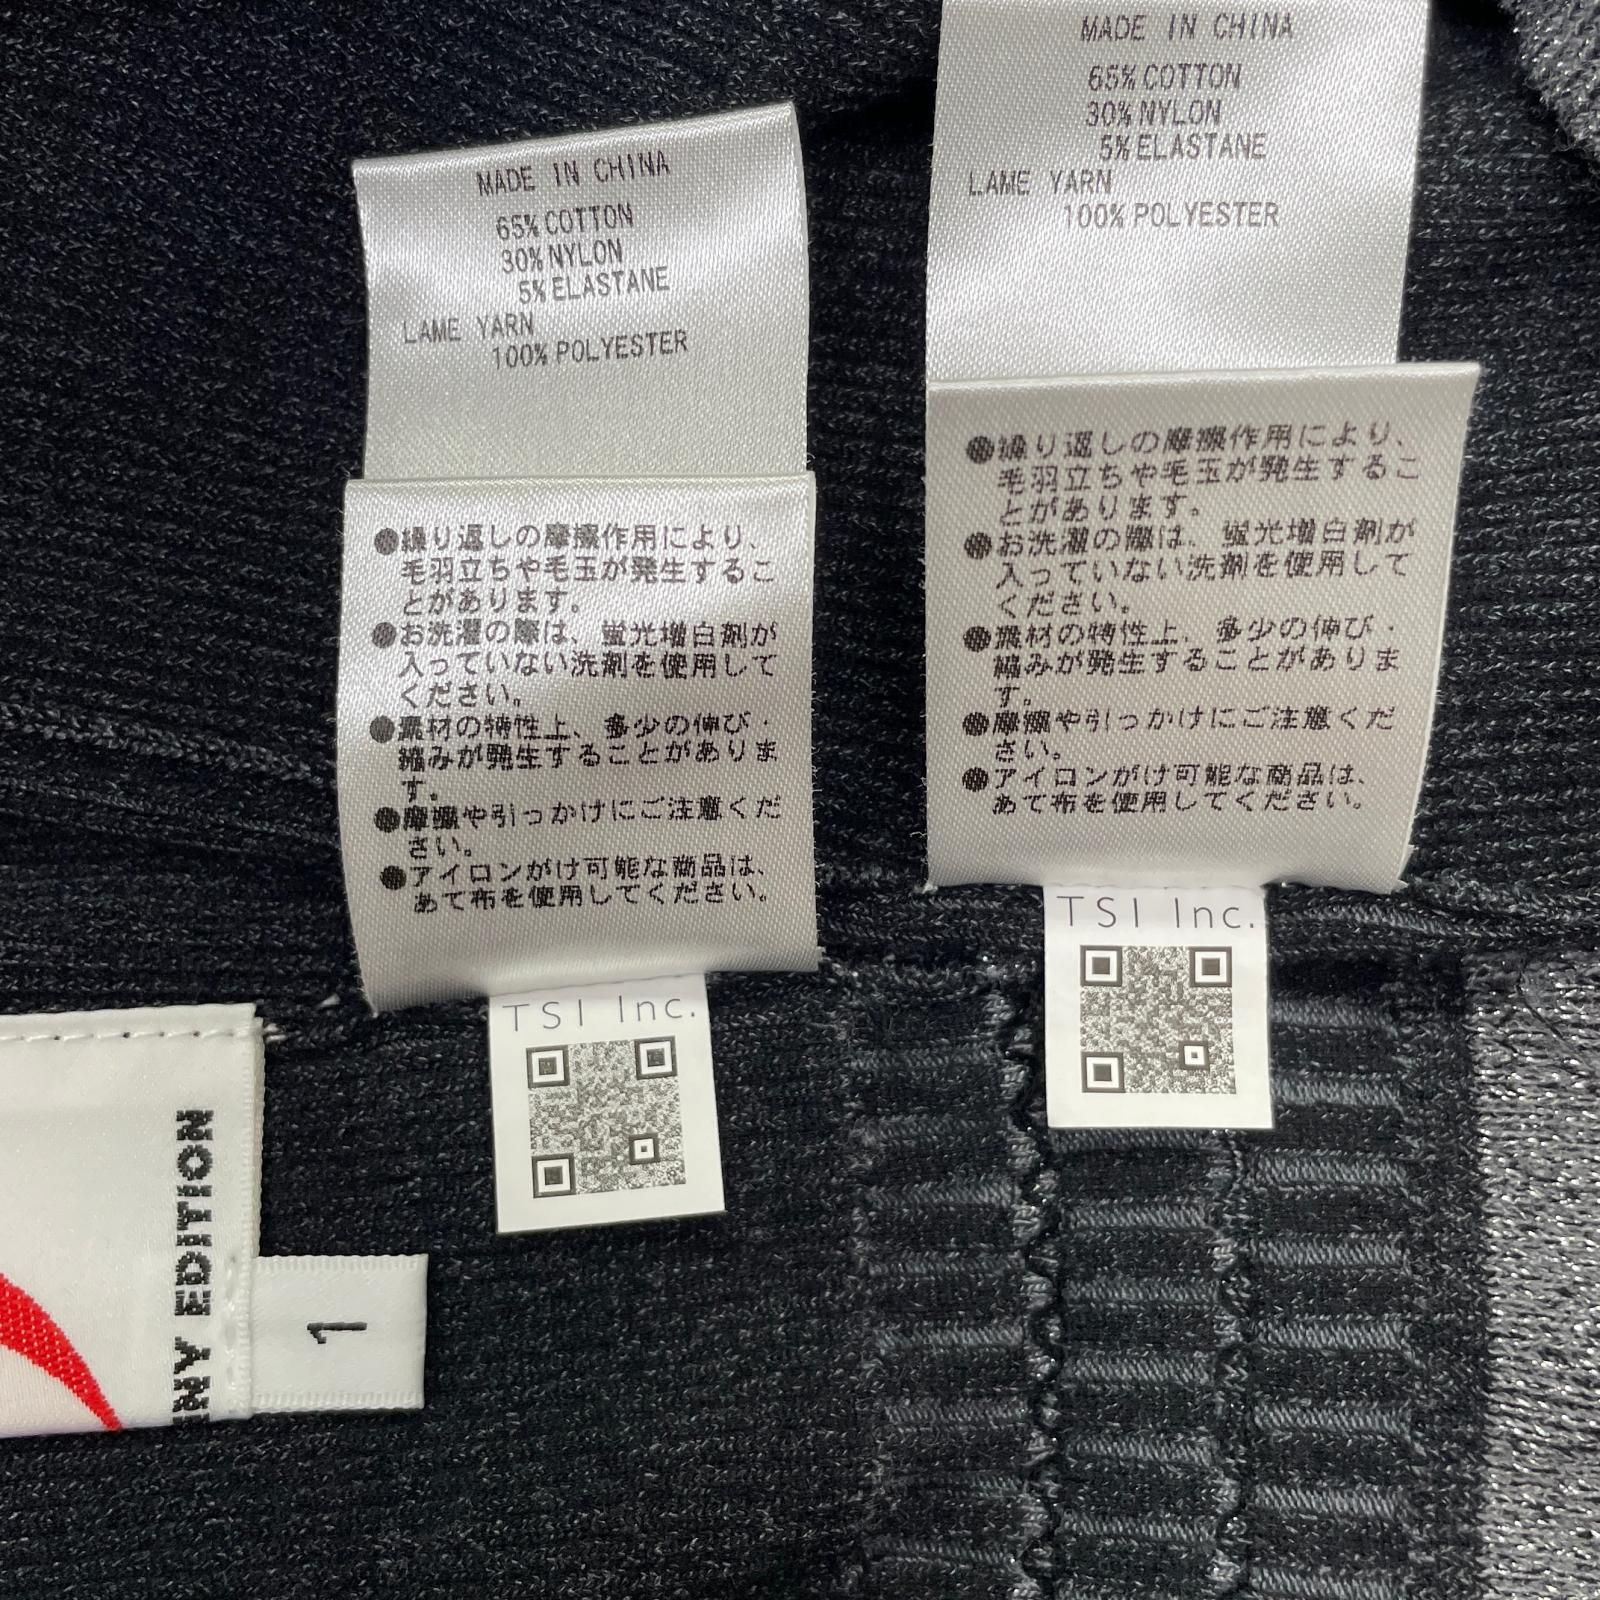 MADE IN CHINA
65% COTTON
30% NYLON
5% ELASTANE
LAME YARN
100% POLYESTER
●繰り返しの摩擦作用により、
毛羽立ちや毛玉が発生するこ
とがあります。
●お洗濯の際は、蛍光増白剤が
入っていない洗剤を使用して
ください。
●素材の特性上、多少の伸び・
縮みが発生することがありま
す。
●摩擦や引っかけにご注意くだ
さい。
●アイロンがけ可能な商品は、
あて布を使用してください。
TSI Inc.
MADE IN CHINA
65% COTTON
30% NYLON
5% ELASTANE
LAME YARN
100% POLYESTER
●繰り返しの摩擦作用により、
毛羽立ちや毛玉が発生するこ
とがあります。
●お洗濯の際は、蛍光増白剤が
入っていない洗剤を使用して
ください。
●素材の特性上、多少の伸び・
縮みが発生することがありま
す。
●摩擦や引っかけにご注意くだ
さい。
●アイロンがけ可能な商品は、
あて布を使用してください。
TSI Inc.
EDITION
1